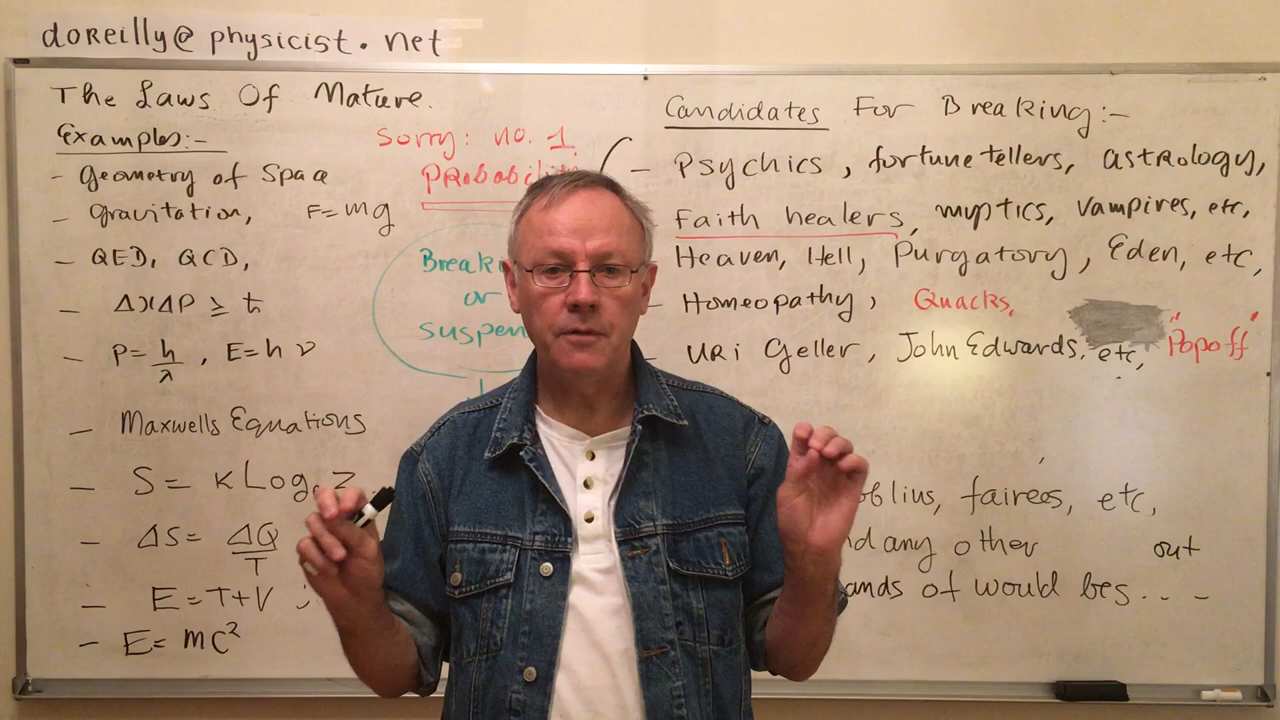 doreilly@physicist.net
The Laws Of Nature.
Examples:-
- Geometry of Space
- gravitation, F=mg
- QED, QCD,
- ΔxΔP ≥ ħ
- P=h/λ, E=hν
- Maxwells Equations
- S= K Log Z
- ΔS= ΔQ/T
- E=T+V
- E=mc²
Sorry: no. 1
or
Candidates For Breaking:-
- Psychics, fortune tellers, astrology,
Faith healers, myptics, Vampires, etc,
Heaven, Hell, Purgatory, Eden, etc,
- Homeopathy, Quacks,
- URi Geller, John Edwards, etc, "Popoff"
fairees, etc,
any other out
of would bes...-